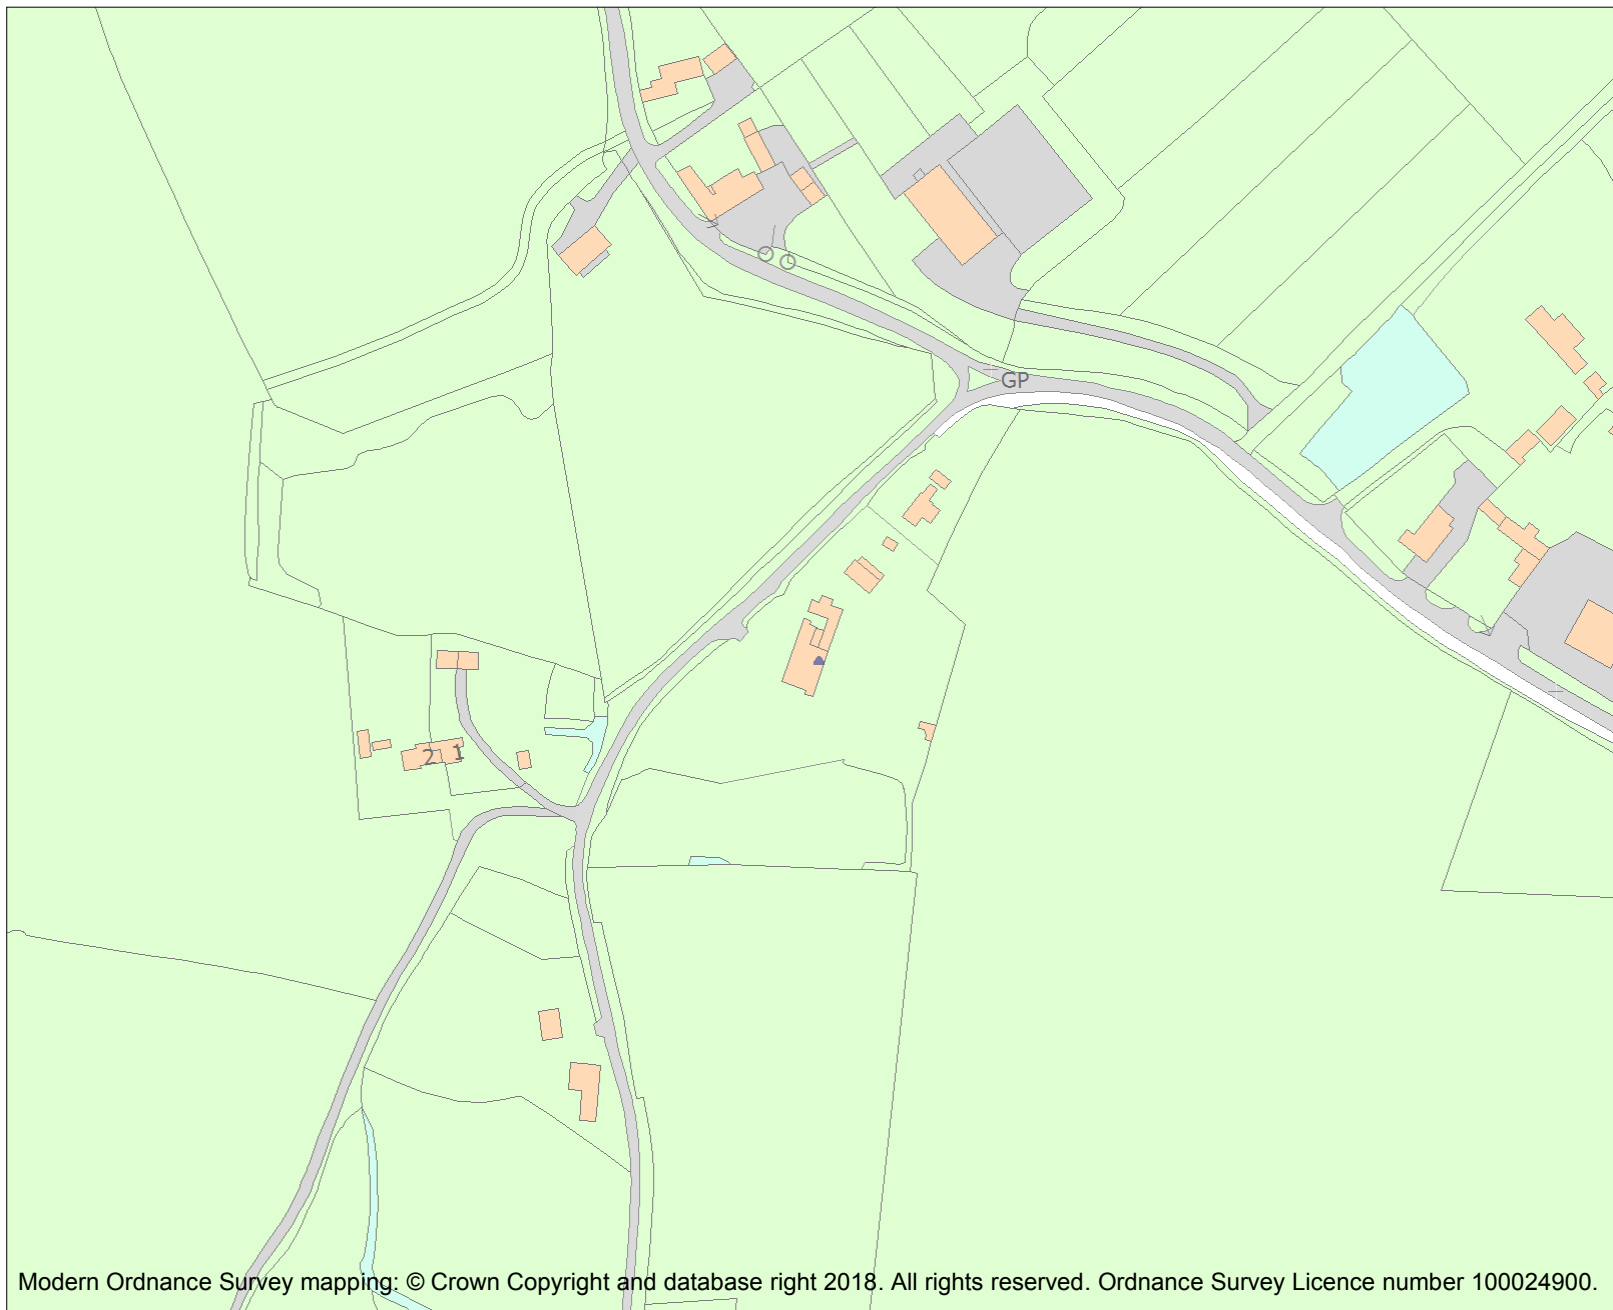 GP
2 1
Modern Ordnance Survey mapping: © Crown Copyright and database right 2018. All rights reserved. Ordnance Survey Licence number 100024900.